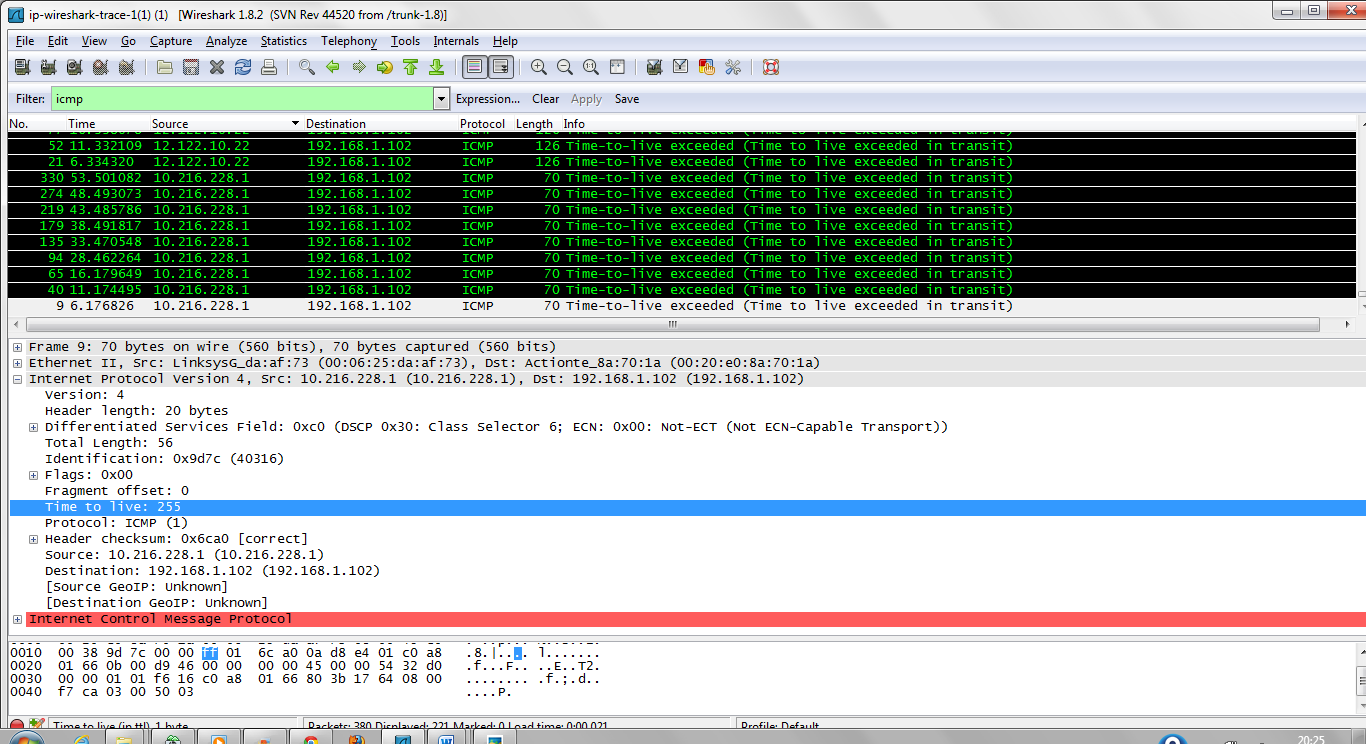 ip-wireshark-trace-1(1) (1) [Wireshark 1.8.2 (SVN Rev 44520 from /trunk-1.8)]
File Edit View Go Capture Analyze Statistics Telephony Tools Internals Help
Filter: icmp Expression... Clear Apply Save
No. Time Source Destination Protocol Length Info
52 11.332109 12.122.10.22 192.168.1.102 ICMP 126 Time-to-live exceeded (Time to live exceeded in transit)
21 6.334320 12.122.10.22 192.168.1.102 ICMP 126 Time-to-live exceeded (Time to live exceeded in transit)
330 53.501082 10.216.228.1 192.168.1.102 ICMP 70 Time-to-live exceeded (Time to live exceeded in transit)
274 48.493073 10.216.228.1 192.168.1.102 ICMP 70 Time-to-live exceeded (Time to live exceeded in transit)
219 43.485786 10.216.228.1 192.168.1.102 ICMP 70 Time-to-live exceeded (Time to live exceeded in transit)
179 38.491817 10.216.228.1 192.168.1.102 ICMP 70 Time-to-live exceeded (Time to live exceeded in transit)
135 33.470548 10.216.228.1 192.168.1.102 ICMP 70 Time-to-live exceeded (Time to live exceeded in transit)
94 28.462264 10.216.228.1 192.168.1.102 ICMP 70 Time-to-live exceeded (Time to live exceeded in transit)
65 16.179649 10.216.228.1 192.168.1.102 ICMP 70 Time-to-live exceeded (Time to live exceeded in transit)
40 11.174495 10.216.228.1 192.168.1.102 ICMP 70 Time-to-live exceeded (Time to live exceeded in transit)
9 6.176826 10.216.228.1 192.168.1.102 ICMP 70 Time-to-live exceeded (Time to live exceeded in transit)
Frame 9: 70 bytes on wire (560 bits), 70 bytes captured (560 bits)
Ethernet II, Src: LinksysG_da:af:73 (00:06:25:da:af:73), Dst: Actionte_8a:70:1a (00:20:e0:8a:70:1a)
Internet Protocol Version 4, Src: 10.216.228.1 (10.216.228.1), Dst: 192.168.1.102 (192.168.1.102)
Version: 4
Header length: 20 bytes
Differentiated Services Field: 0xc0 (DSCP 0x30: Class Selector 6; ECN: 0x00: Not-ECT (Not ECN-Capable Transport))
Total Length: 56
Identification: 0x9d7c (40316)
Flags: 0x00
Fragment offset: 0
Time to live: 255
Protocol: ICMP (1)
Header checksum: 0x6ca0 [correct]
Source: 10.216.228.1 (10.216.228.1)
Destination: 192.168.1.102 (192.168.1.102)
[Source GeoIP: Unknown]
[Destination GeoIP: Unknown]
Internet Control Message Protocol
0010 00 38 9d 7c 00 00 ff 01 6c a0 0a d8 e4 01 c0 a8 .8.|.... l.......
0020 01 66 0b 00 d9 46 00 00 00 00 45 00 00 54 32 d0 .f...F.. ..E..T2.
0030 00 00 01 01 f6 16 c0 a8 01 66 80 3b 17 64 08 00 ........ .f.;.d..
0040 f7 ca 03 00 50 03 ....P.
Time to live (ip.ttl), 1 byte Packets: 380 Displayed: 221 Marked: 0 Load time: 0:00.021 Profile: Default
20:25